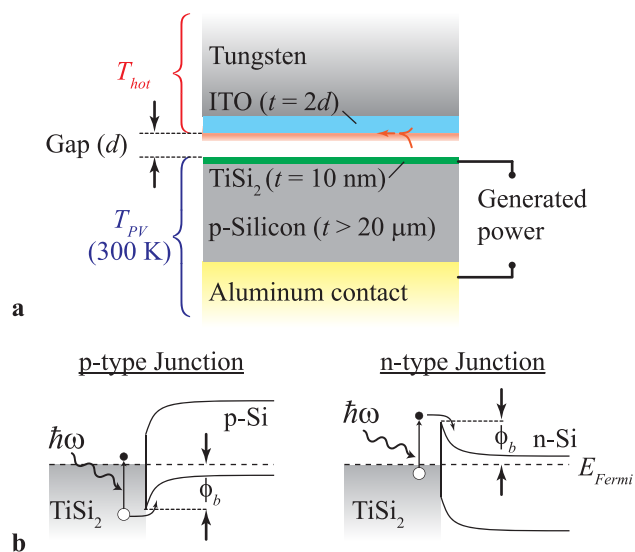 Tungsten
T_hot
ITO (t = 2d)
Gap (d)
TiSi₂ (t = 10 nm)
Generated
power
T_PV
(300 K)
p-Silicon (t > 20 μm)
Aluminum contact
a
p-type Junction
n-type Junction
p-Si
ħω
ϕ_b
TiSi₂
ħω
ϕ_b
n-Si
E_Fermi
TiSi₂
b